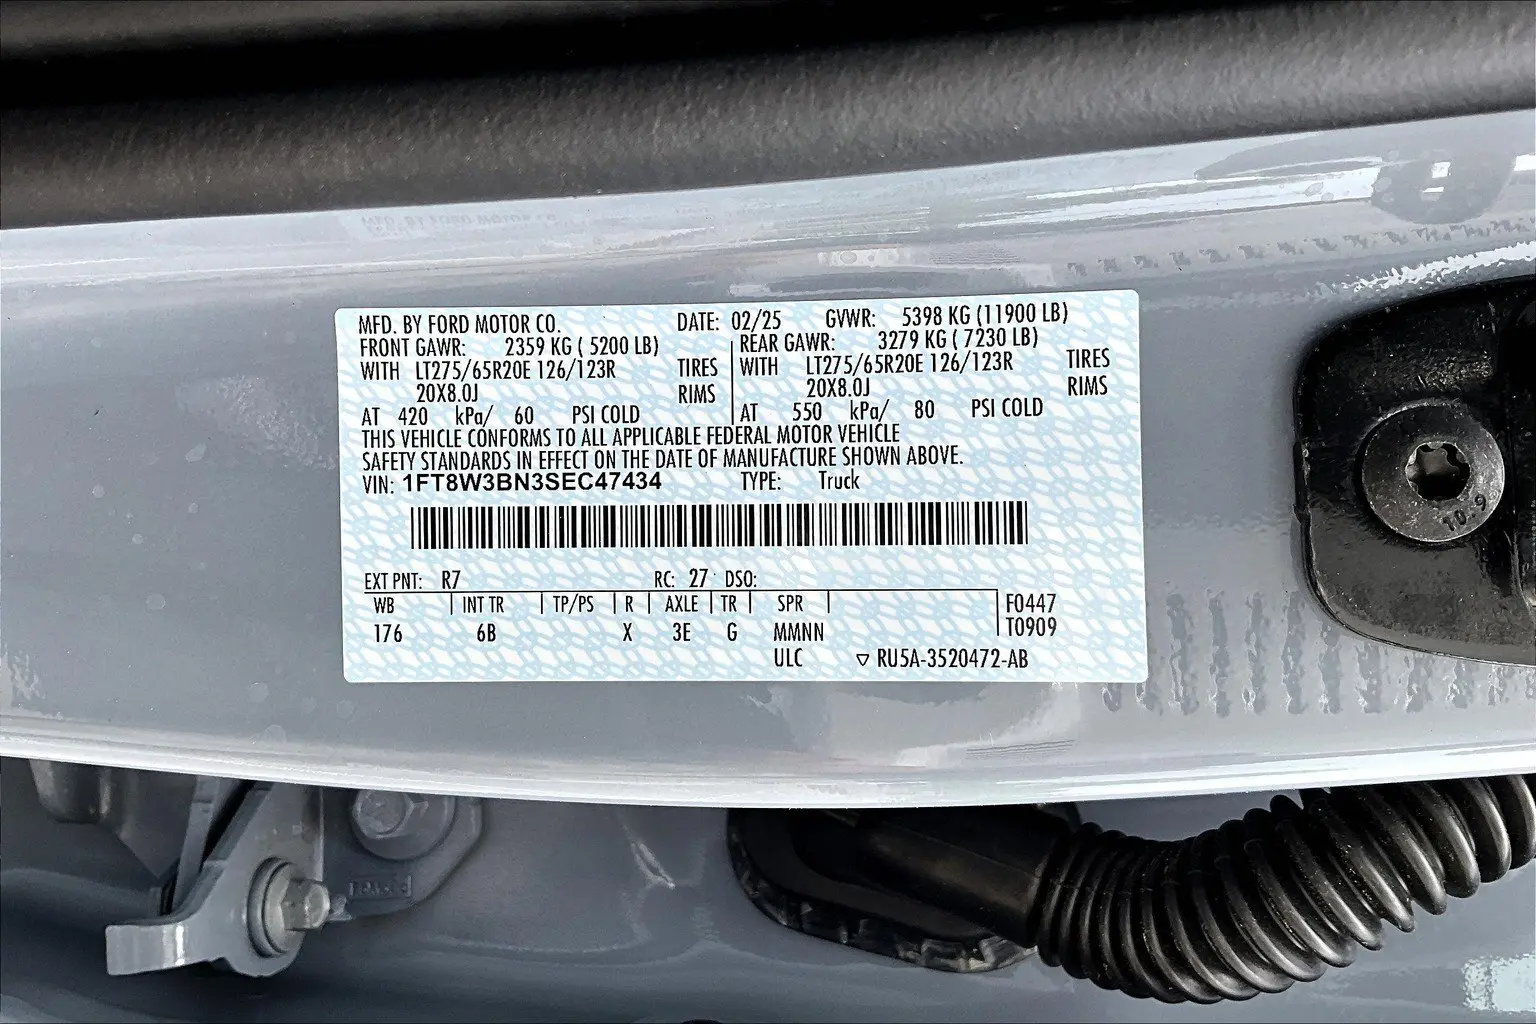 MFD. BY FORD MOTOR CO. DATE: 02/25 GVWR: 5398 KG (11900 LB)
FRONT GAWR: 2359 KG ( 5200 LB) REAR GAWR: 3279 KG ( 7230 LB)
WITH LT275/65R20E 126/123R TIRES WITH LT275/65R20E 126/123R TIRES
20X8.0J RIMS 20X8.0J RIMS
AT 420 kPa/ 60 PSI COLD AT 550 kPa/ 80 PSI COLD
THIS VEHICLE CONFORMS TO ALL APPLICABLE FEDERAL MOTOR VEHICLE
SAFETY STANDARDS IN EFFECT ON THE DATE OF MANUFACTURE SHOWN ABOVE.
VIN: 1FT8W3BN3SEC47434 TYPE: Truck
EXT PNT: R7 RC: 27 DSO:
WB INT TR TP/PS R AXLE TR SPR F0447
176 6B X 3E G MMNN T0909
ULC ▽ RU5A-3520472-AB
10.9